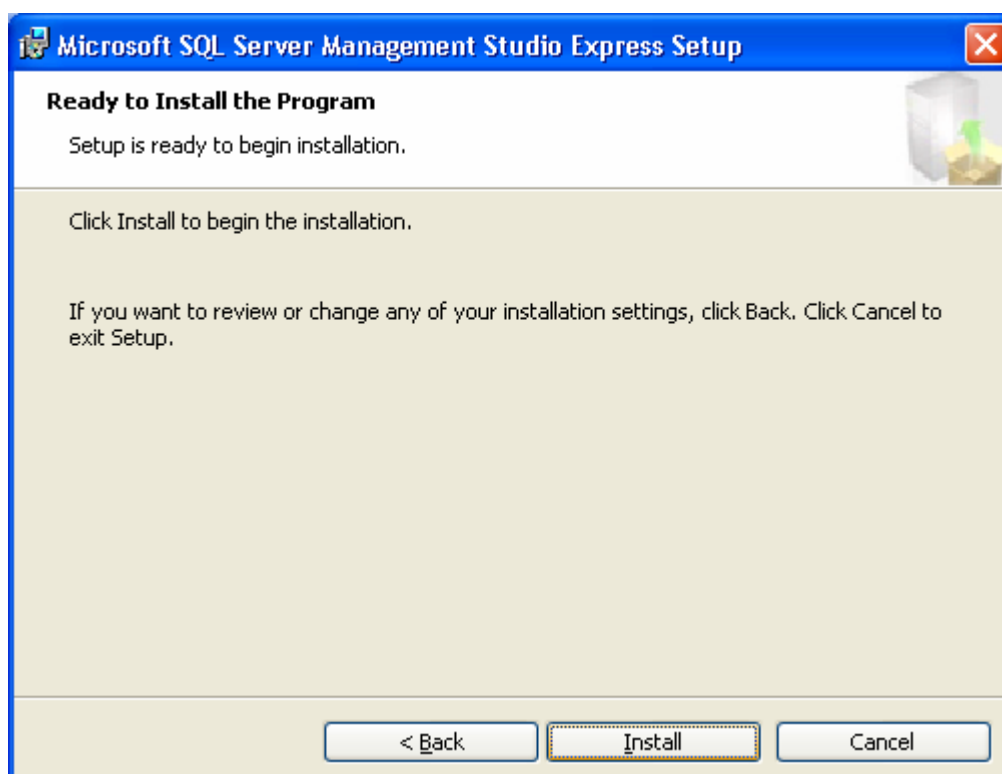 Microsoft SQL Server Management Studio Express Setup
Ready to Install the Program
Setup is ready to begin installation.
Click Install to begin the installation.
If you want to review or change any of your installation settings, click Back. Click Cancel to
exit Setup.
< Back
Install
Cancel